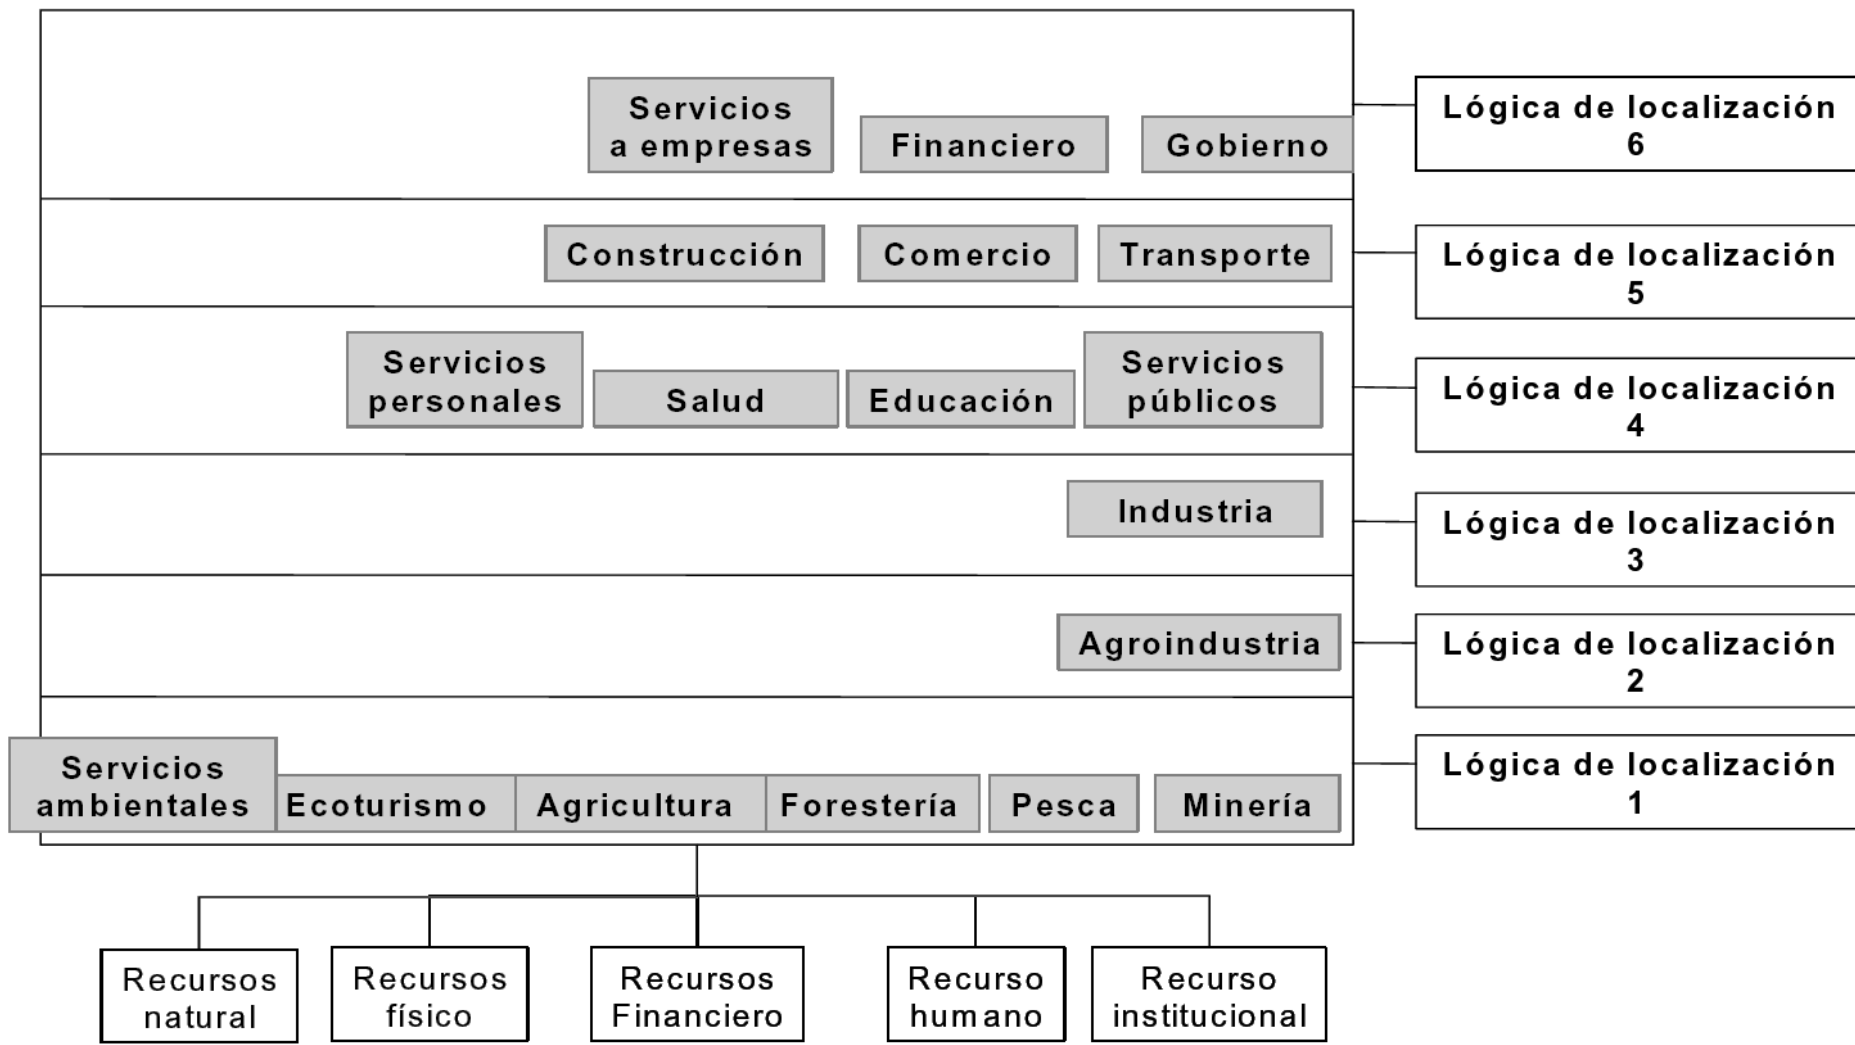 Servicios
a empresas
Financiero
Gobierno
Lógica de localización
6
Construcción
Comercio
Transporte
Lógica de localización
5
Servicios
personales
Salud
Educación
Servicios
públicos
Lógica de localización
4
Industria
Lógica de localización
3
Agroindustria
Lógica de localización
2
Servicios
ambientales
Ecoturismo
Agricultura
Forestería
Pesca
Minería
Lógica de localización
1
Recursos
natural
Recursos
físico
Recursos
Financiero
Recurso
humano
Recurso
institucional